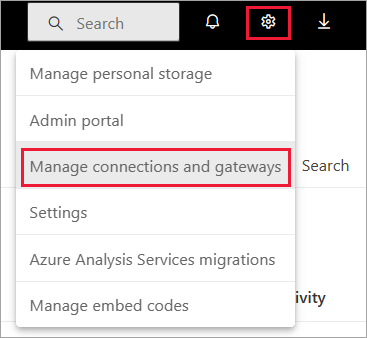 Search
Manage personal storage
Admin portal
Manage connections and gateways
Search
Settings
Azure Analysis Services migrations
Manage embed codes
ivity